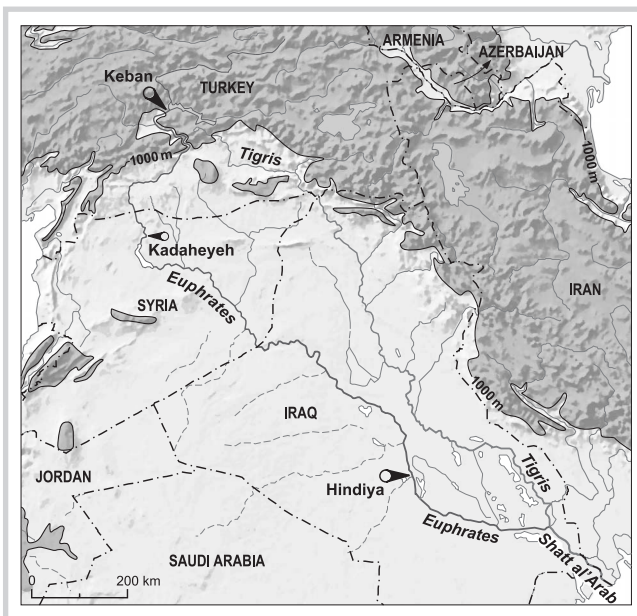 ARMENIA
AZERBAIJAN
Keban
TURKEY
1000 m
1000 m
Tigris
Kadaheyeh
IRAN
Euphrates
SYRIA
1000 m
IRAQ
Tigris
JORDAN
Hindiya
Euphrates
Shatt al'Arab
SAUDI ARABIA
0 200 km